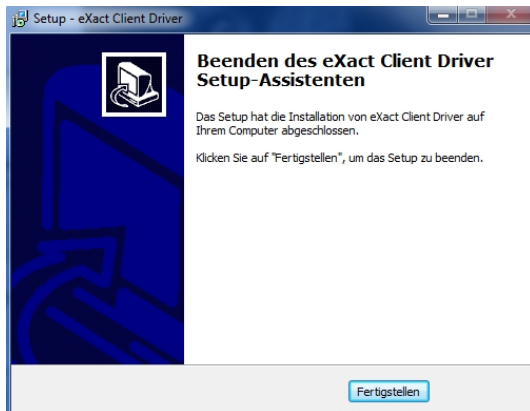 Setup - eXact Client Driver
Beenden des eXact Client Driver
Setup-Assistenten
Das Setup hat die Installation von eXact Client Driver auf
Ihrem Computer abgeschlossen.
Klicken Sie auf "Fertigstellen", um das Setup zu beenden.
Fertigstellen